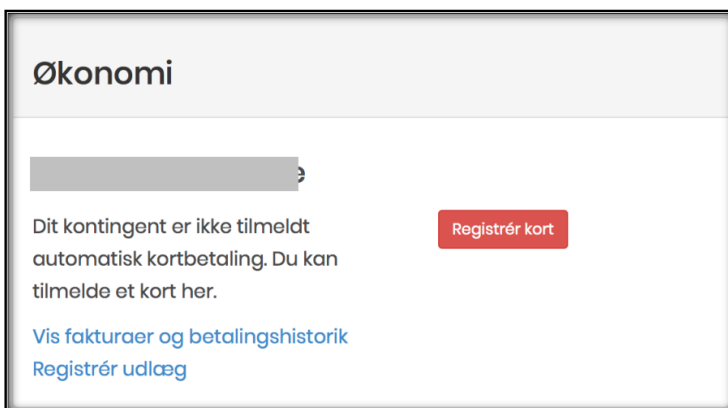 Økonomi
Dit kontingent er ikke tilmeldt
automatisk kortbetaling. Du kan
tilmelde et kort her.
Registrér kort
Vis fakturaer og betalingshistorik
Registrér udlæg